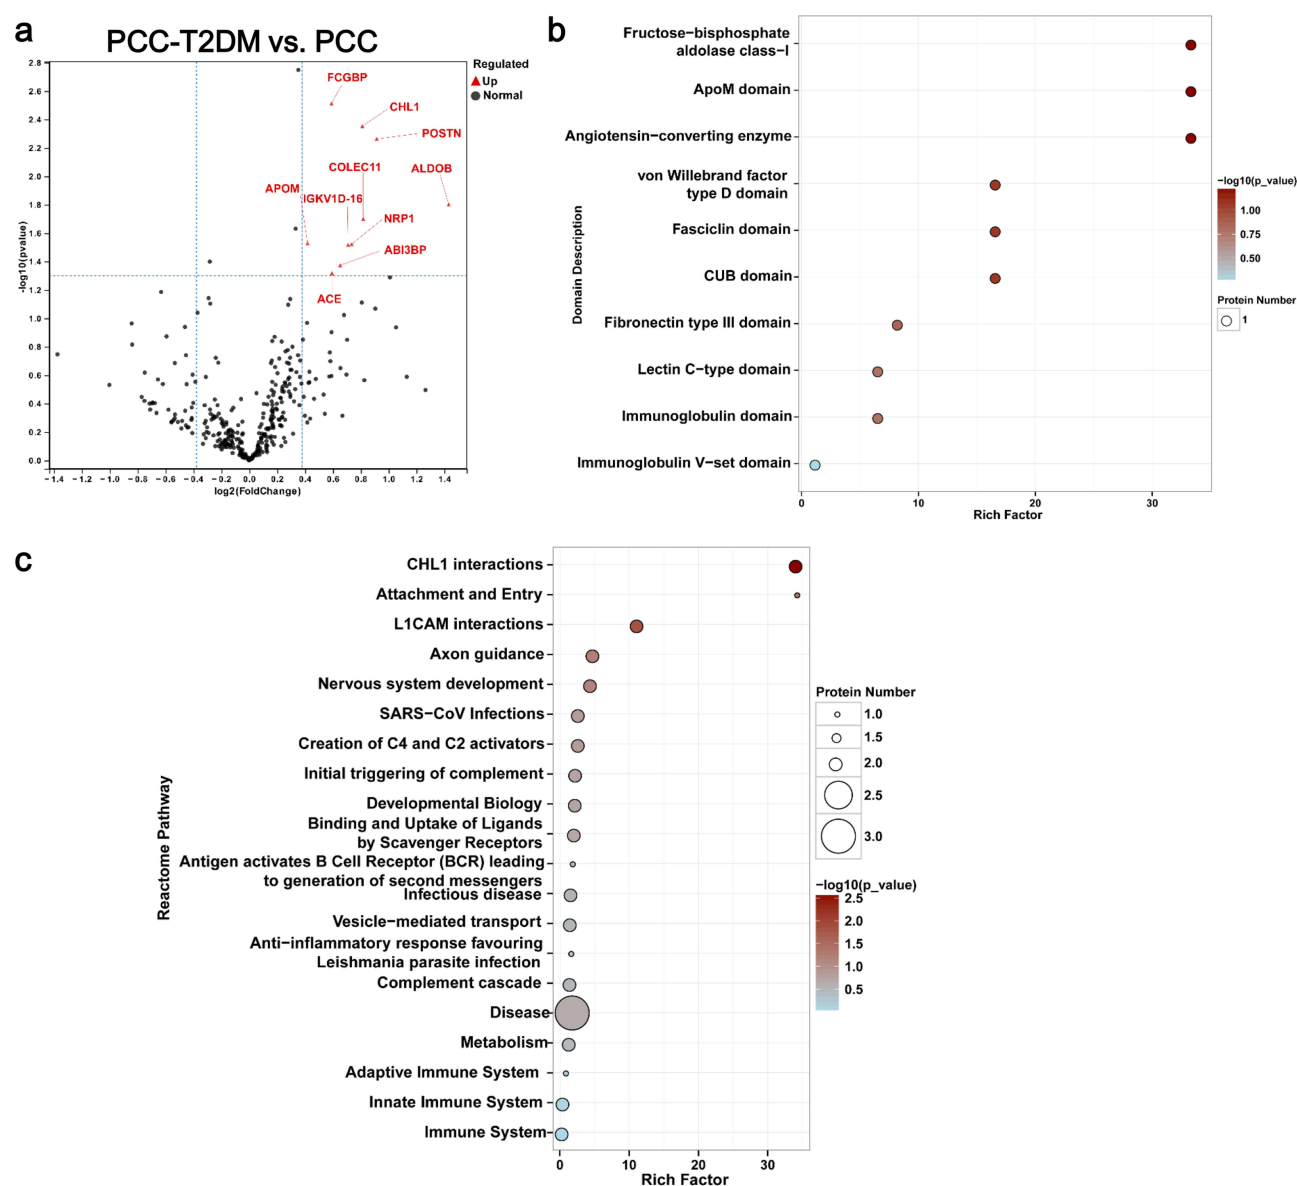 a
PCC-T2DM vs. PCC
Regulated
Up
Normal
FCGBP
CHL1
POSTN
COLEC11
ALDOB
APOM
IGKV1D-16
NRP1
ABI3BP
ACE
-log10(pvalue)
2.8
2.6
2.4
2.2
2.0
1.8
1.6
1.4
1.2
1.0
0.8
0.6
0.4
0.2
0.0
−1.4 −1.2 −1.0 −0.8 −0.6 −0.4 −0.2 0.0 0.2 0.4 0.6 0.8 1.0 1.2 1.4
log2(FoldChange)
b
Domain Description
Fructose−bisphosphate
aldolase class−I
ApoM domain
Angiotensin−converting enzyme
von Willebrand factor
type D domain
Fasciclin domain
CUB domain
Fibronectin type III domain
Lectin C−type domain
Immunoglobulin domain
Immunoglobulin V−set domain
0 10 20 30
Rich Factor
−log10(p_value)
1.00
0.75
0.50
Protein Number
1
c
Reactome Pathway
CHL1 interactions
Attachment and Entry
L1CAM interactions
Axon guidance
Nervous system development
SARS−CoV Infections
Creation of C4 and C2 activators
Initial triggering of complement
Developmental Biology
Binding and Uptake of Ligands
by Scavenger Receptors
Antigen activates B Cell Receptor (BCR) leading
to generation of second messengers
Infectious disease
Vesicle−mediated transport
Anti−inflammatory response favouring
Leishmania parasite infection
Complement cascade
Disease
Metabolism
Adaptive Immune System
Innate Immune System
Immune System
0 10 20 30
Rich Factor
Protein Number
1.0
1.5
2.0
2.5
3.0
−log10(p_value)
2.5
2.0
1.5
1.0
0.5